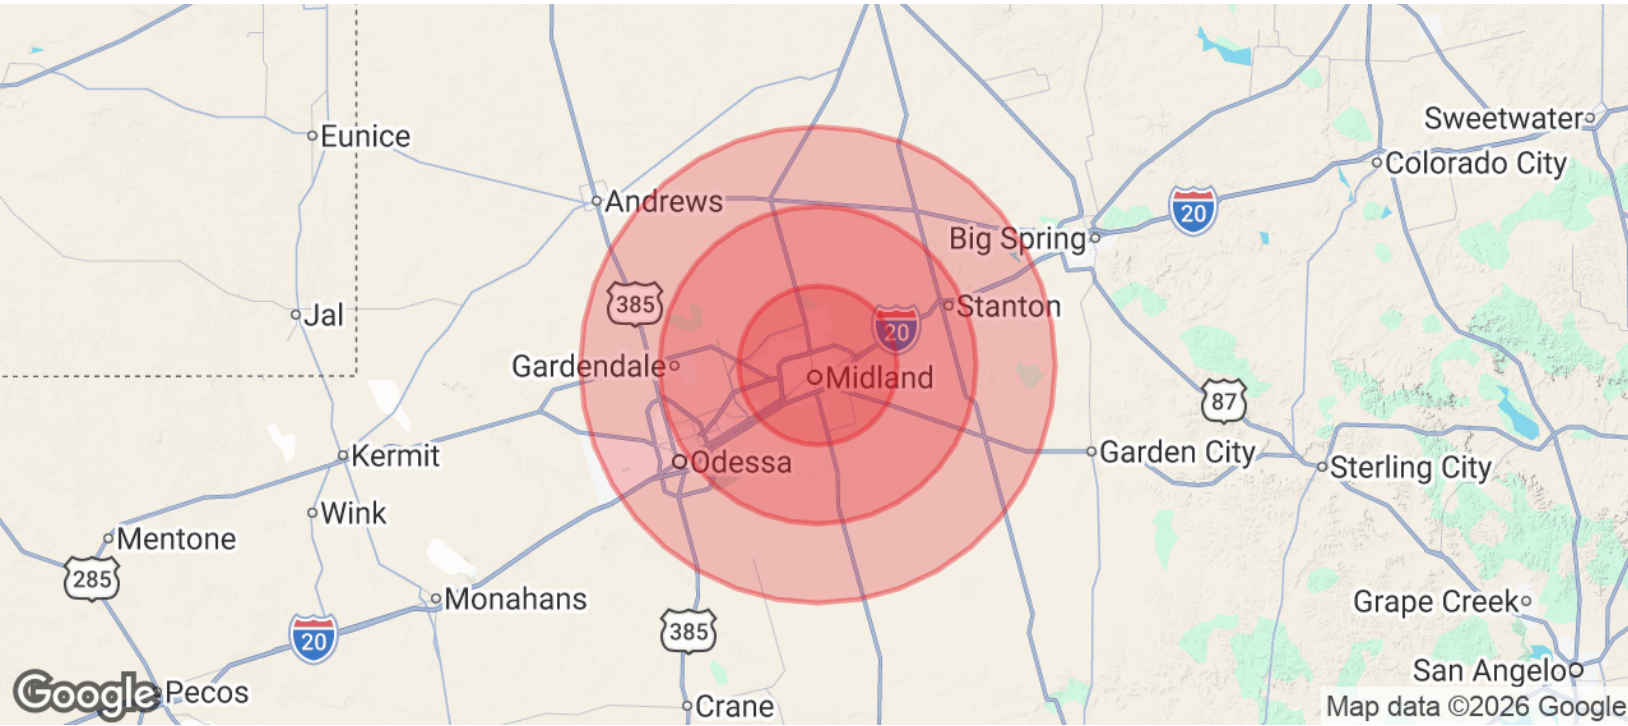 Sweetwater
Eunice
Colorado City
Andrews
20
Big Spring
385
Stanton
Jal
20
Gardendale
Midland
87
Garden City
Kermit
Odessa
Sterling City
Wink
Mentone
285
Monahans
Grape Creek
385
20
San Angelo
Google
Pecos
Crane
Map data ©2026 Google